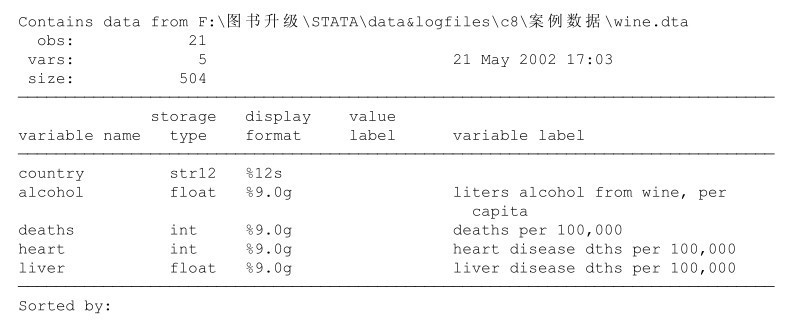 Contains data from F:\图书升级\STATA\data&logfiles\c8\案例数据\wine.dta
obs: 21
vars: 5 21 May 2002 17:03
size: 504
storage display value
variable name type format label variable label
country str12 %12s
alcohol float %9.0g liters alcohol from wine, per
capita
deaths int %9.0g deaths per 100,000
heart int %9.0g heart disease dths per 100,000
liver float %9.0g liver disease dths per 100,000
Sorted by: